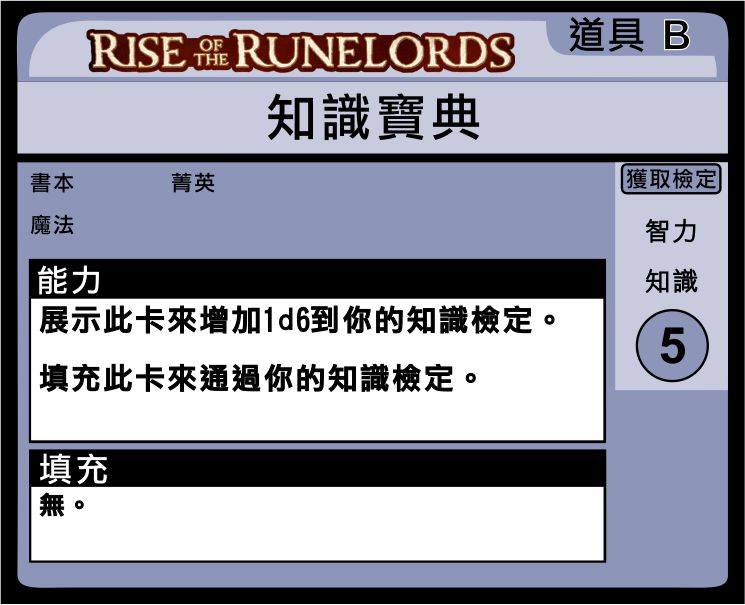 RISE OF THE RUNELORDS
道具 B
知識寶典
書本 菁英
魔法
獲取檢定
智力
知識
5
能力
展示此卡來增加1d6到你的知識檢定。
填充此卡來通過你的知識檢定。
填充
無。